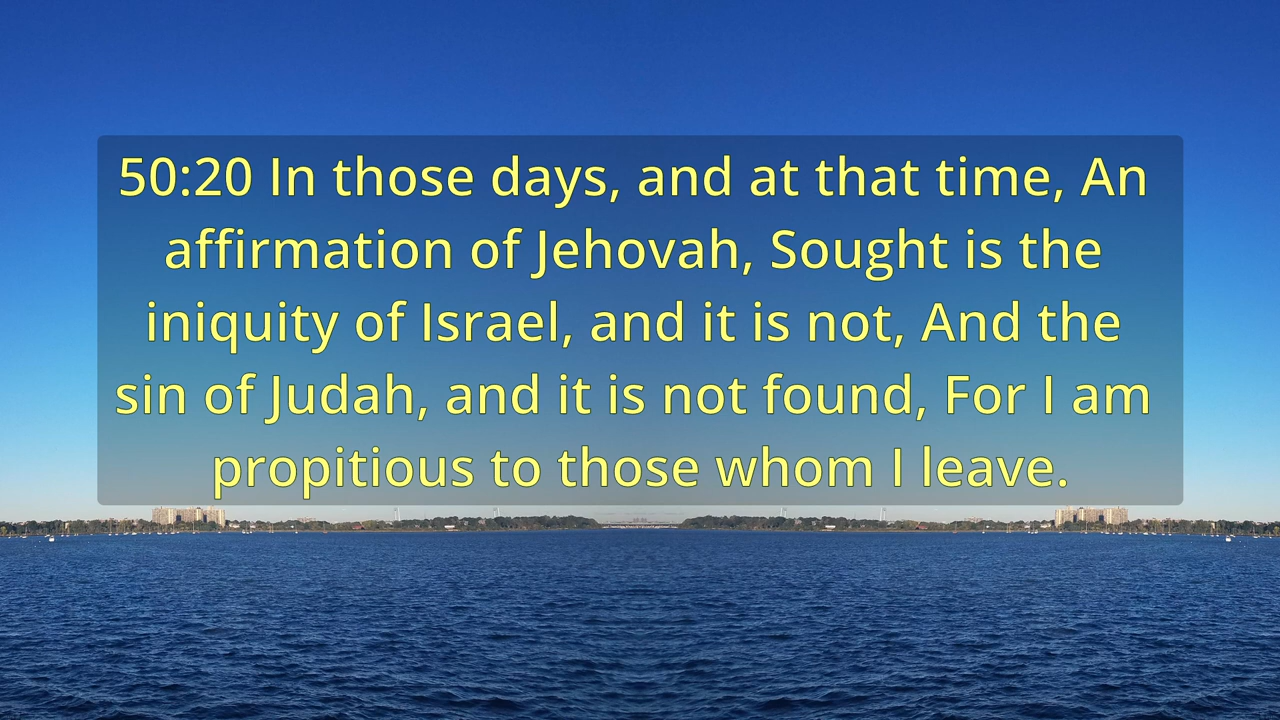 50:20 In those days, and at that time, An
affirmation of Jehovah, Sought is the
iniquity of Israel, and it is not, And the
sin of Judah, and it is not found, For I am
propitious to those whom I leave.